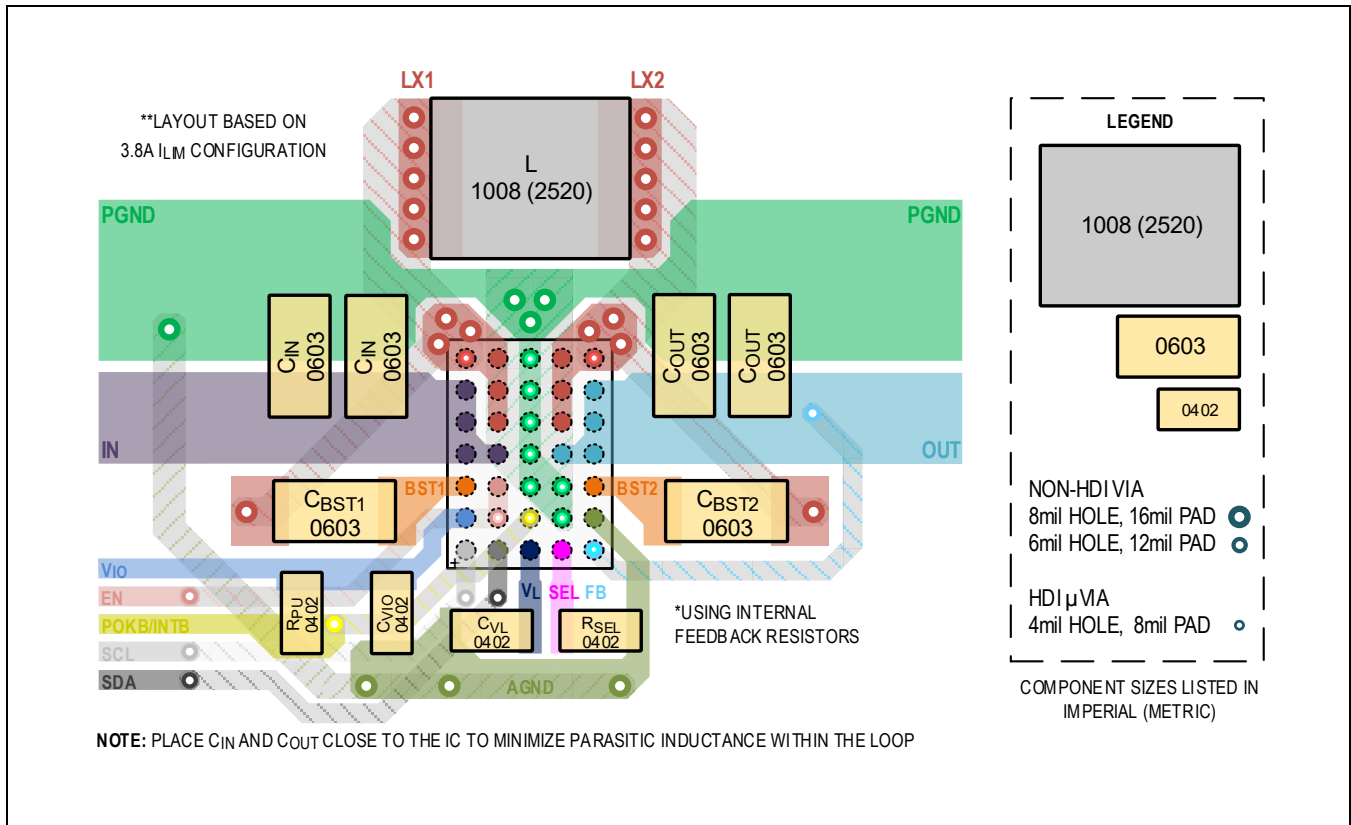 LX1
LX2
**LAYOUT BASED ON
3.8A ILIM CONFIGURATION
L
1008 (2520)
PGND
PGND
CIN
0603
CIN
0603
COUT
0603
COUT
0603
IN
OUT
BST1
BST2
CBST1
0603
CBST2
0603
VIO
EN
POKB/INTB
SCL
SDA
RPU
0402
CVIO
0402
+
VL SEL FB
CVL
0402
RSEL
0402
*USING INTERNAL
FEEDBACK RESISTORS
AGND
NOTE: PLACE CIN AND COUT CLOSE TO THE IC TO MINIMIZE PARASITIC INDUCTANCE WITHIN THE LOOP
LEGEND
1008 (2520)
0603
0402
NON-HDI VIA
8mil HOLE, 16mil PAD
6mil HOLE, 12mil PAD
HDI µVIA
4mil HOLE, 8mil PAD
COMPONENT SIZES LISTED IN
IMPERIAL (METRIC)